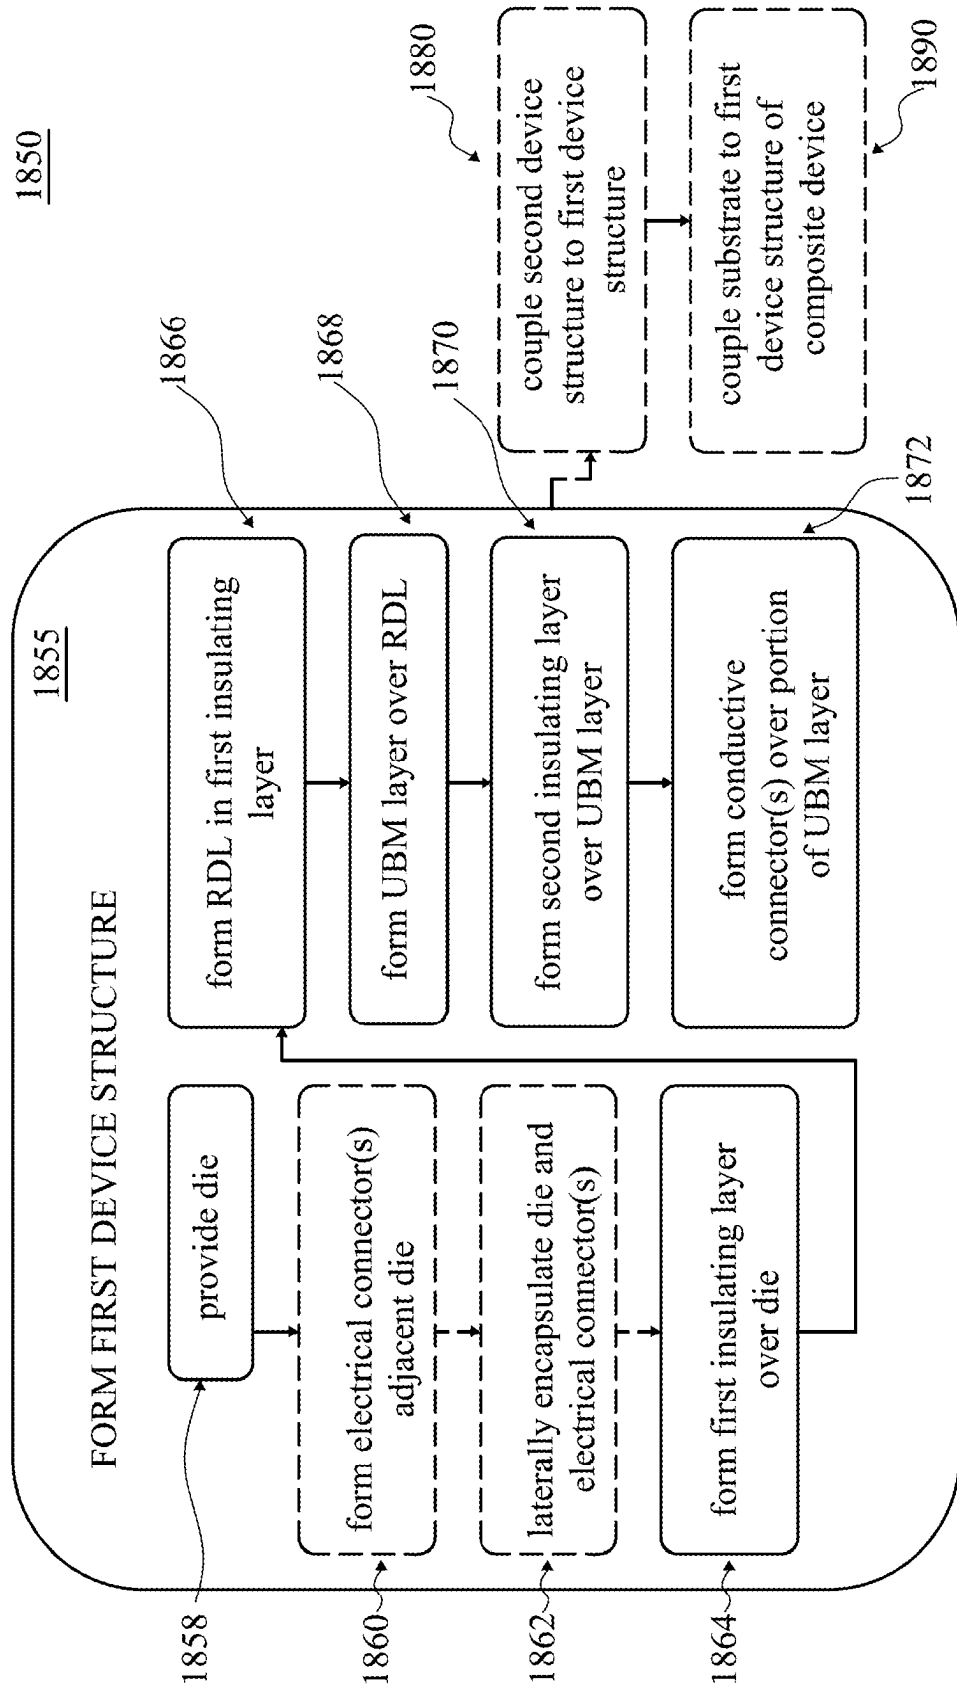 1850
1855
FORM FIRST DEVICE STRUCTURE
1858
provide die
1860
form electrical connector(s)
adjacent die
1862
laterally encapsulate die and
electrical connector(s)
1864
form first insulating layer
over die
1866
form RDL in first insulating
layer
1868
form UBM layer over RDL
1870
form second insulating layer
over UBM layer
1872
form conductive
connector(s) over portion
of UBM layer
1880
couple second device
structure to first device
structure
1890
couple substrate to first
device structure of
composite device